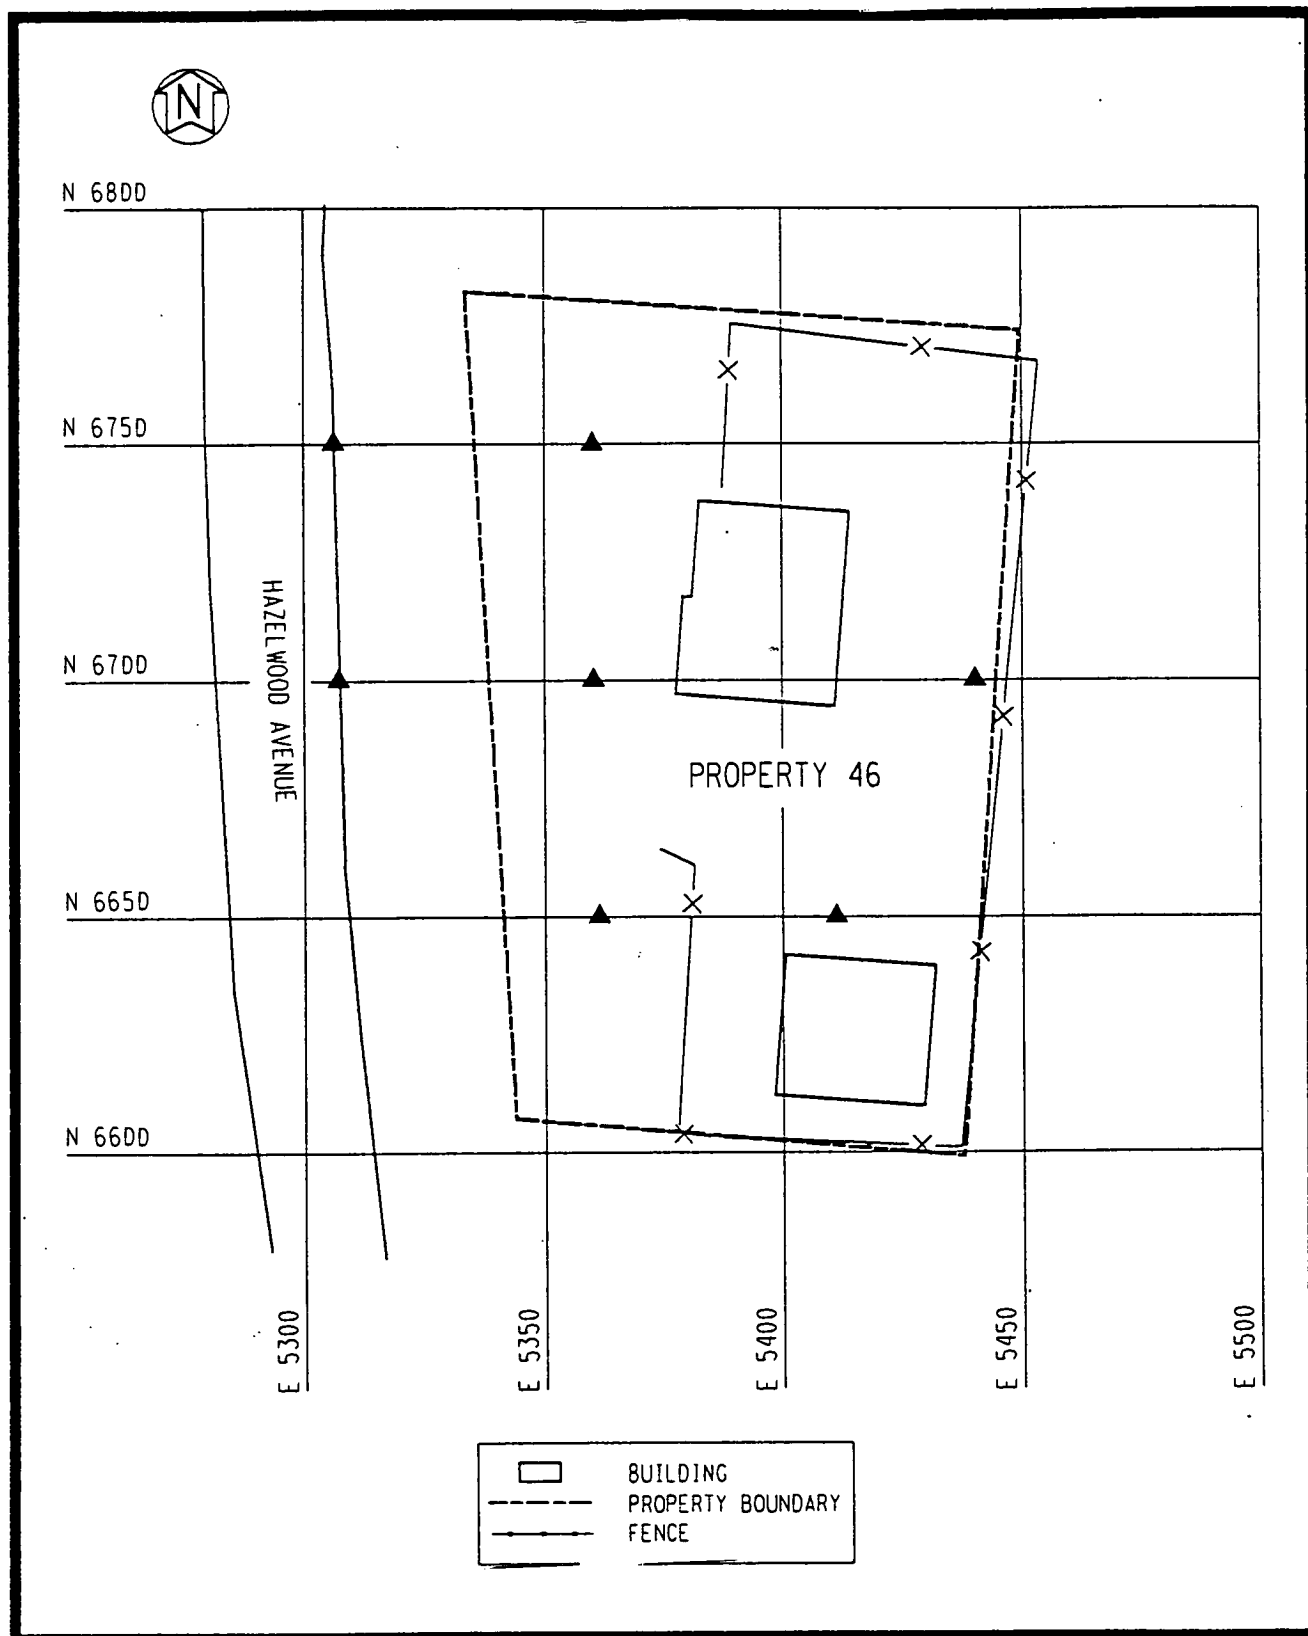 N
N 6800
N 6750
N 6700
HAZELWOOD AVENUE
PROPERTY 46
N 6650
N 6600
E 5300
E 5350
E 5400
E 5450
E 5500
BUILDING
PROPERTY BOUNDARY
FENCE